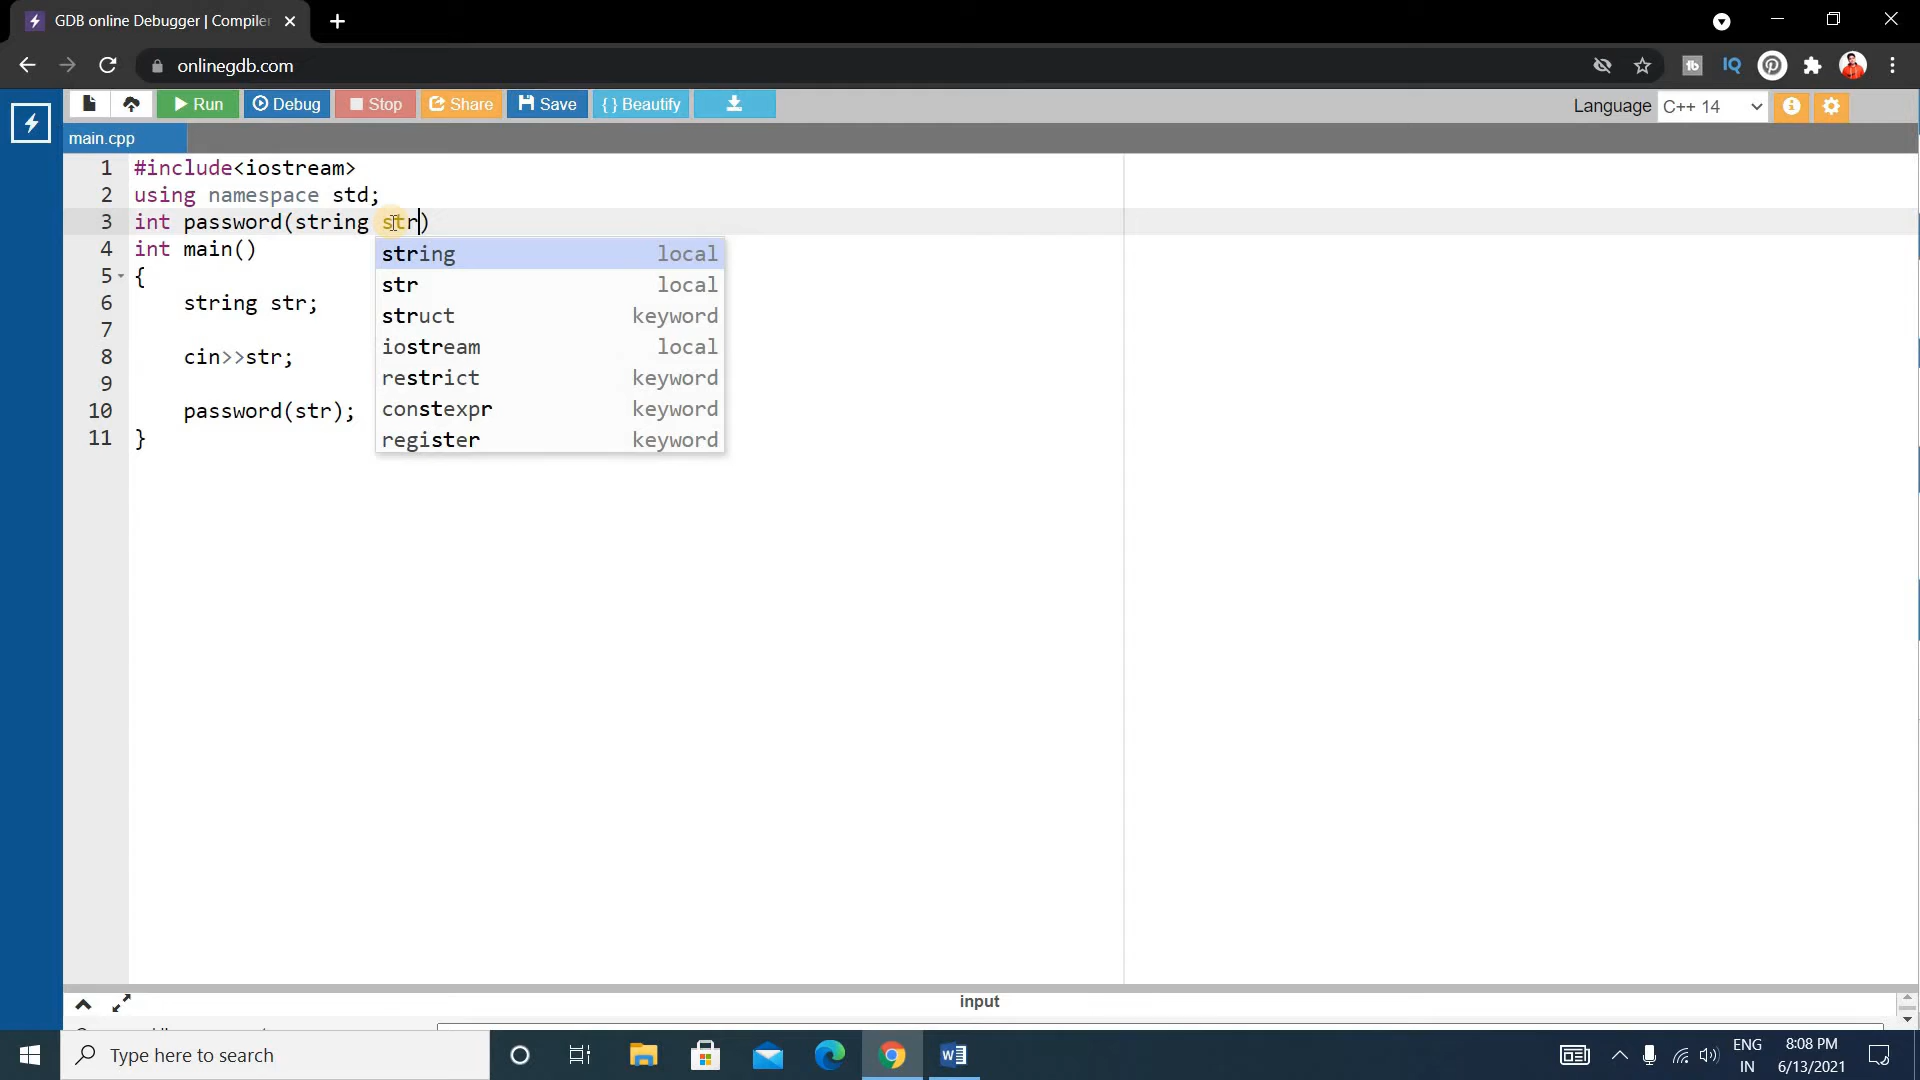 GDB online Debugger | Compiler
onlinegdb.com
Run Debug Stop Share Save { } Beautify
Language C++ 14
main.cpp
1 #include<iostream>
2 using namespace std;
3 int password(string str)
4 int main()
5 {
6 string str;
7
8 cin>>str;
9
10 password(str);
11 }
string local
str local
struct keyword
iostream local
restrict keyword
constexpr keyword
register keyword
input
Type here to search
ENG
IN
8:08 PM
6/13/2021